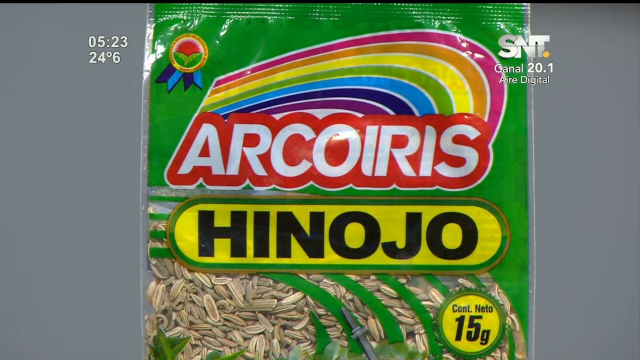 05:23
24°6
SNT.
Canal 20.1
Aire Digital
ARCOIRIS
HINOJO
Cont. Neto
15g